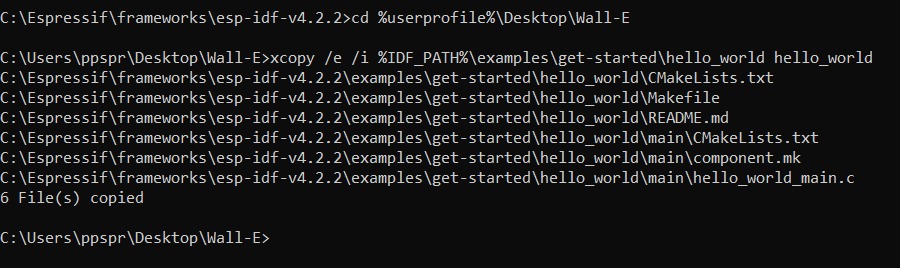 C:\Espressif\frameworks\esp-idf-v4.2.2>cd %userprofile%\Desktop\Wall-E
C:\Users\ppspr\Desktop\Wall-E>xcopy /e /i %IDF_PATH%\examples\get-started\hello_world hello_world
C:\Espressif\frameworks\esp-idf-v4.2.2\examples\get-started\hello_world\CMakeLists.txt
C:\Espressif\frameworks\esp-idf-v4.2.2\examples\get-started\hello_world\Makefile
C:\Espressif\frameworks\esp-idf-v4.2.2\examples\get-started\hello_world\README.md
C:\Espressif\frameworks\esp-idf-v4.2.2\examples\get-started\hello_world\main\CMakeLists.txt
C:\Espressif\frameworks\esp-idf-v4.2.2\examples\get-started\hello_world\main\component.mk
C:\Espressif\frameworks\esp-idf-v4.2.2\examples\get-started\hello_world\main\hello_world_main.c
6 File(s) copied
C:\Users\ppspr\Desktop\Wall-E>